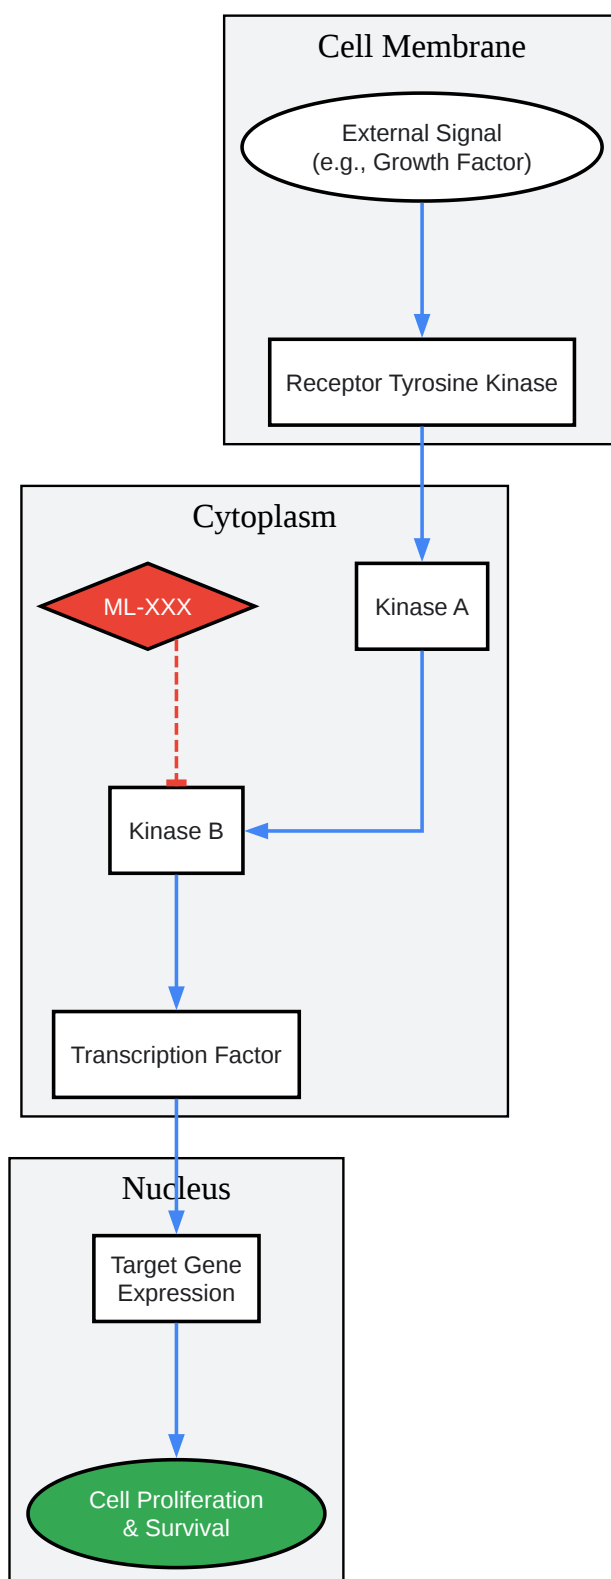 Cell Membrane
External Signal
(e.g., Growth Factor)
Receptor Tyrosine Kinase
Cytoplasm
ML-XXX
Kinase A
Kinase B
Transcription Factor
Nucleus
Target Gene
Expression
Cell Proliferation
& Survival